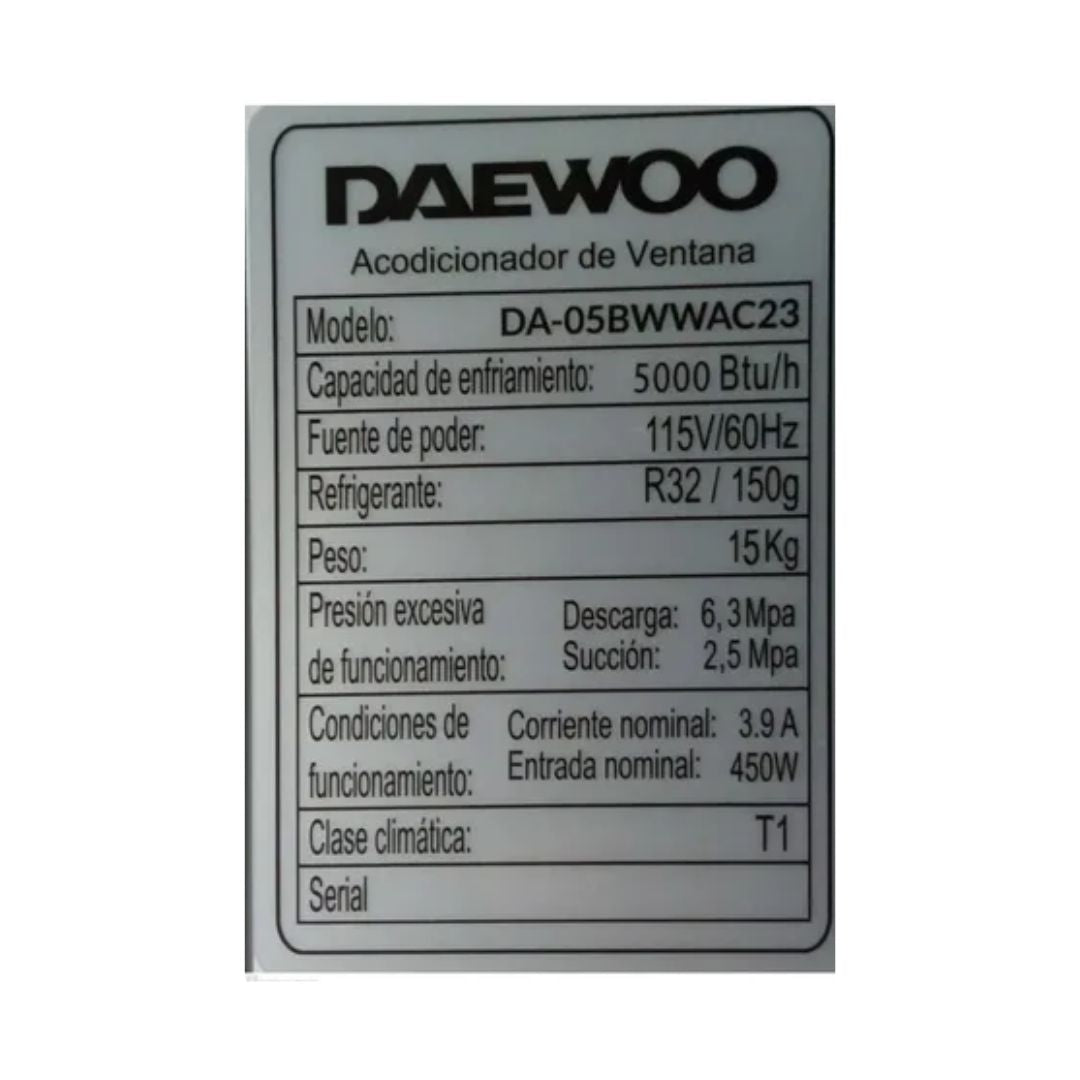 DAEWOO
Acodicionador de Ventana
Modelo: DA-05BWWAC23
Capacidad de enfriamiento: 5000 Btu/h
Fuente de poder: 115V/60Hz
Refrigerante: R32 / 150g
Peso: 15Kg
Presión excesiva de funcionamiento: Descarga: 6,3Mpa
Succión: 2,5 Mpa
Condiciones de funcionamiento: Corriente nominal: 3.9 A
Entrada nominal: 450W
Clase climática: T1
Serial